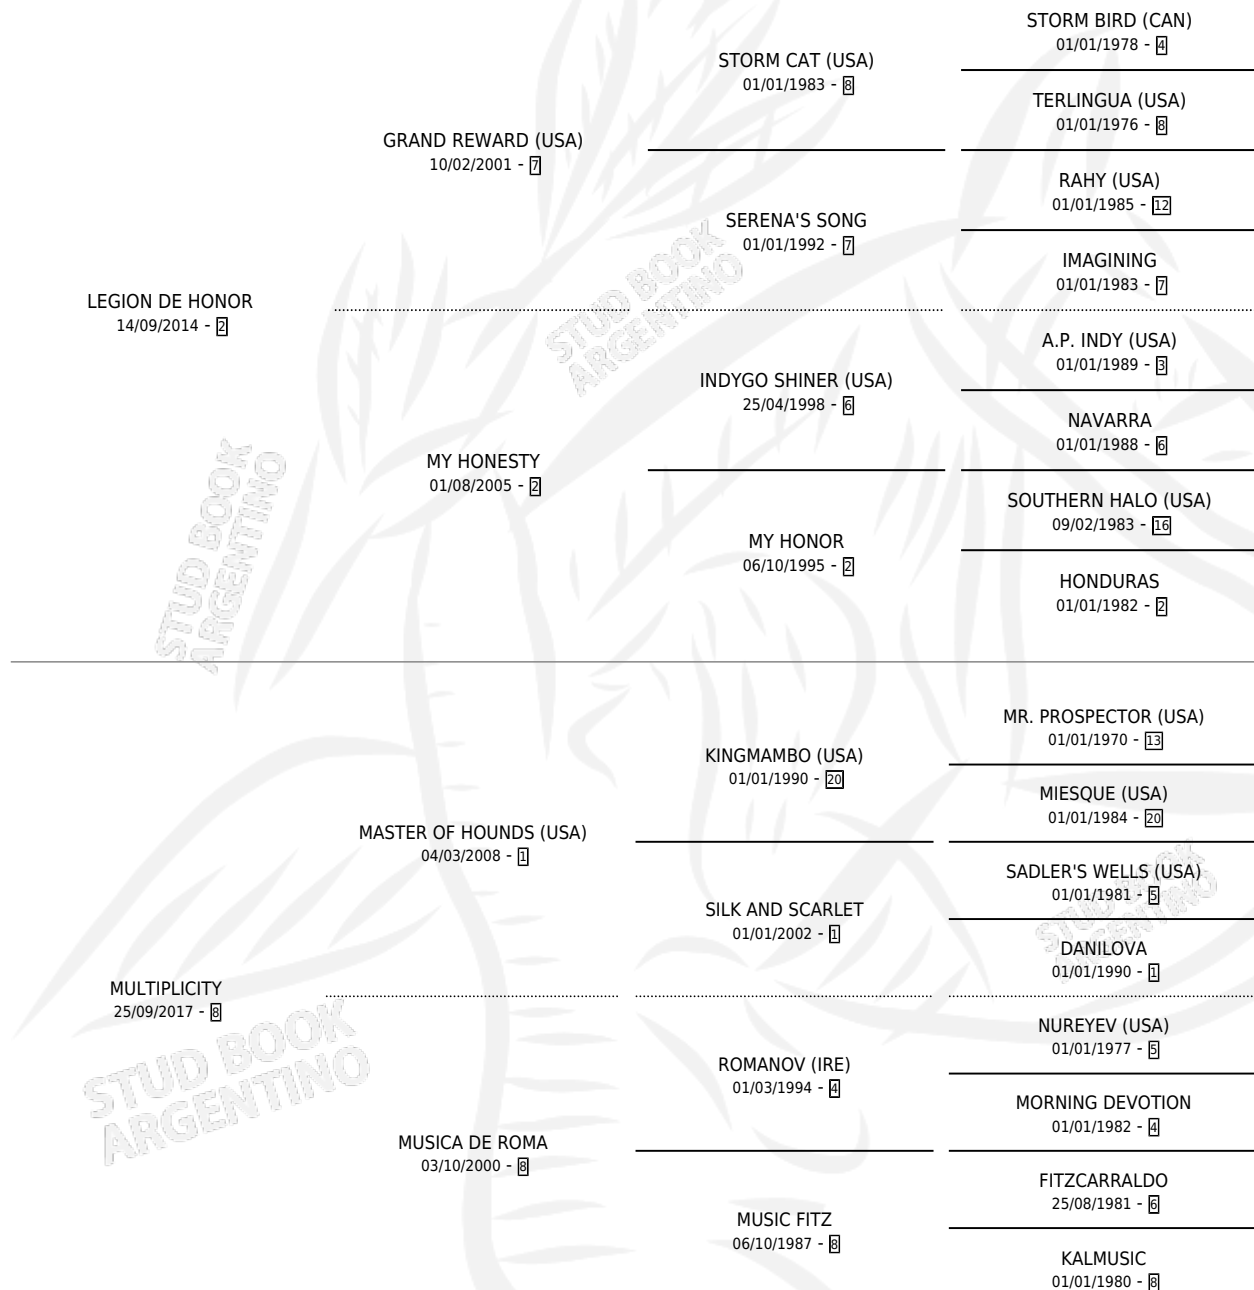 STORM BIRD (CAN)
01/01/1978 - 4
STORM CAT (USA)
01/01/1983 - 8
TERLINGUA (USA)
01/01/1976 - 8
GRAND REWARD (USA)
10/02/2001 - 7
RAHY (USA)
01/01/1985 - 12
SERENA'S SONG
01/01/1992 - 7
IMAGINING
01/01/1983 - 7
LEGION DE HONOR
14/09/2014 - 2
A.P. INDY (USA)
01/01/1989 - 3
INDYGO SHINER (USA)
25/04/1998 - 6
NAVARRA
01/01/1988 - 6
MY HONESTY
01/08/2005 - 2
SOUTHERN HALO (USA)
09/02/1983 - 16
MY HONOR
06/10/1995 - 2
HONDURAS
01/01/1982 - 2
MR. PROSPECTOR (USA)
01/01/1970 - 13
KINGMAMBO (USA)
01/01/1990 - 20
MIESQUE (USA)
01/01/1984 - 20
MASTER OF HOUNDS (USA)
04/03/2008 - 1
SADLER'S WELLS (USA)
01/01/1981 - 5
SILK AND SCARLET
01/01/2002 - 1
DANILOVA
01/01/1990 - 1
MULTIPLICITY
25/09/2017 - 8
NUREYEV (USA)
01/01/1977 - 5
ROMANOV (IRE)
01/03/1994 - 4
MORNING DEVOTION
01/01/1982 - 4
MUSICA DE ROMA
03/10/2000 - 8
FITZCARRALDO
25/08/1981 - 6
MUSIC FITZ
06/10/1987 - 8
KALMUSIC
01/01/1980 - 8
STUD BOOK
ARGENTINO
STUD BOOK
ARGENTINO
STUD BOOK
ARGENTINO
STUD BOOK
ARGENTINO